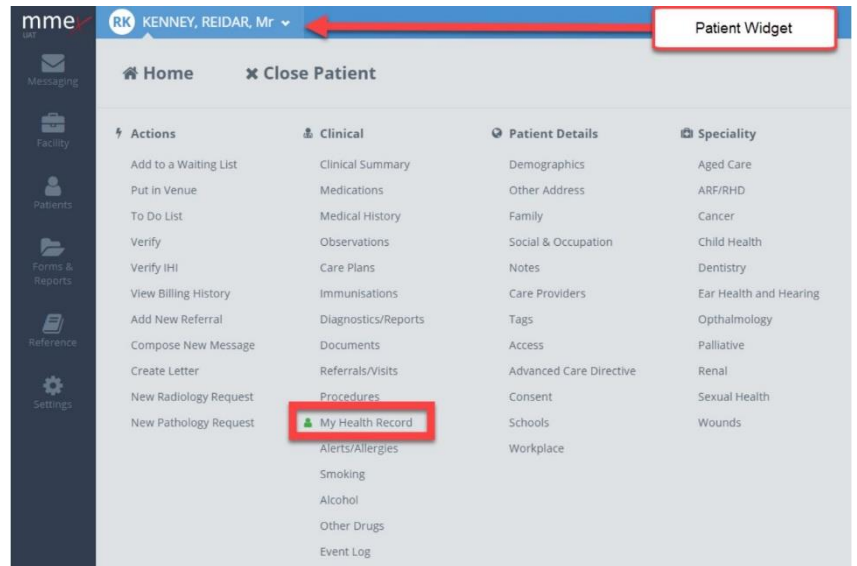 mmex
UAT
RK KENNEY, REIDAR, Mr
Patient Widget
Messaging
Facility
Patients
Forms &
Reports
Reference
Settings
Home
Close Patient
Actions
Add to a Waiting List
Put in Venue
To Do List
Verify
Verify IHI
View Billing History
Add New Referral
Compose New Message
Create Letter
New Radiology Request
New Pathology Request
Clinical
Clinical Summary
Medications
Medical History
Observations
Care Plans
Immunisations
Diagnostics/Reports
Documents
Referrals/Visits
Procedures
My Health Record
Alerts/Allergies
Smoking
Alcohol
Other Drugs
Event Log
Patient Details
Demographics
Other Address
Family
Social & Occupation
Notes
Care Providers
Tags
Access
Advanced Care Directive
Consent
Schools
Workplace
Speciality
Aged Care
ARF/RHD
Cancer
Child Health
Dentistry
Ear Health and Hearing
Opthalmology
Palliative
Renal
Sexual Health
Wounds